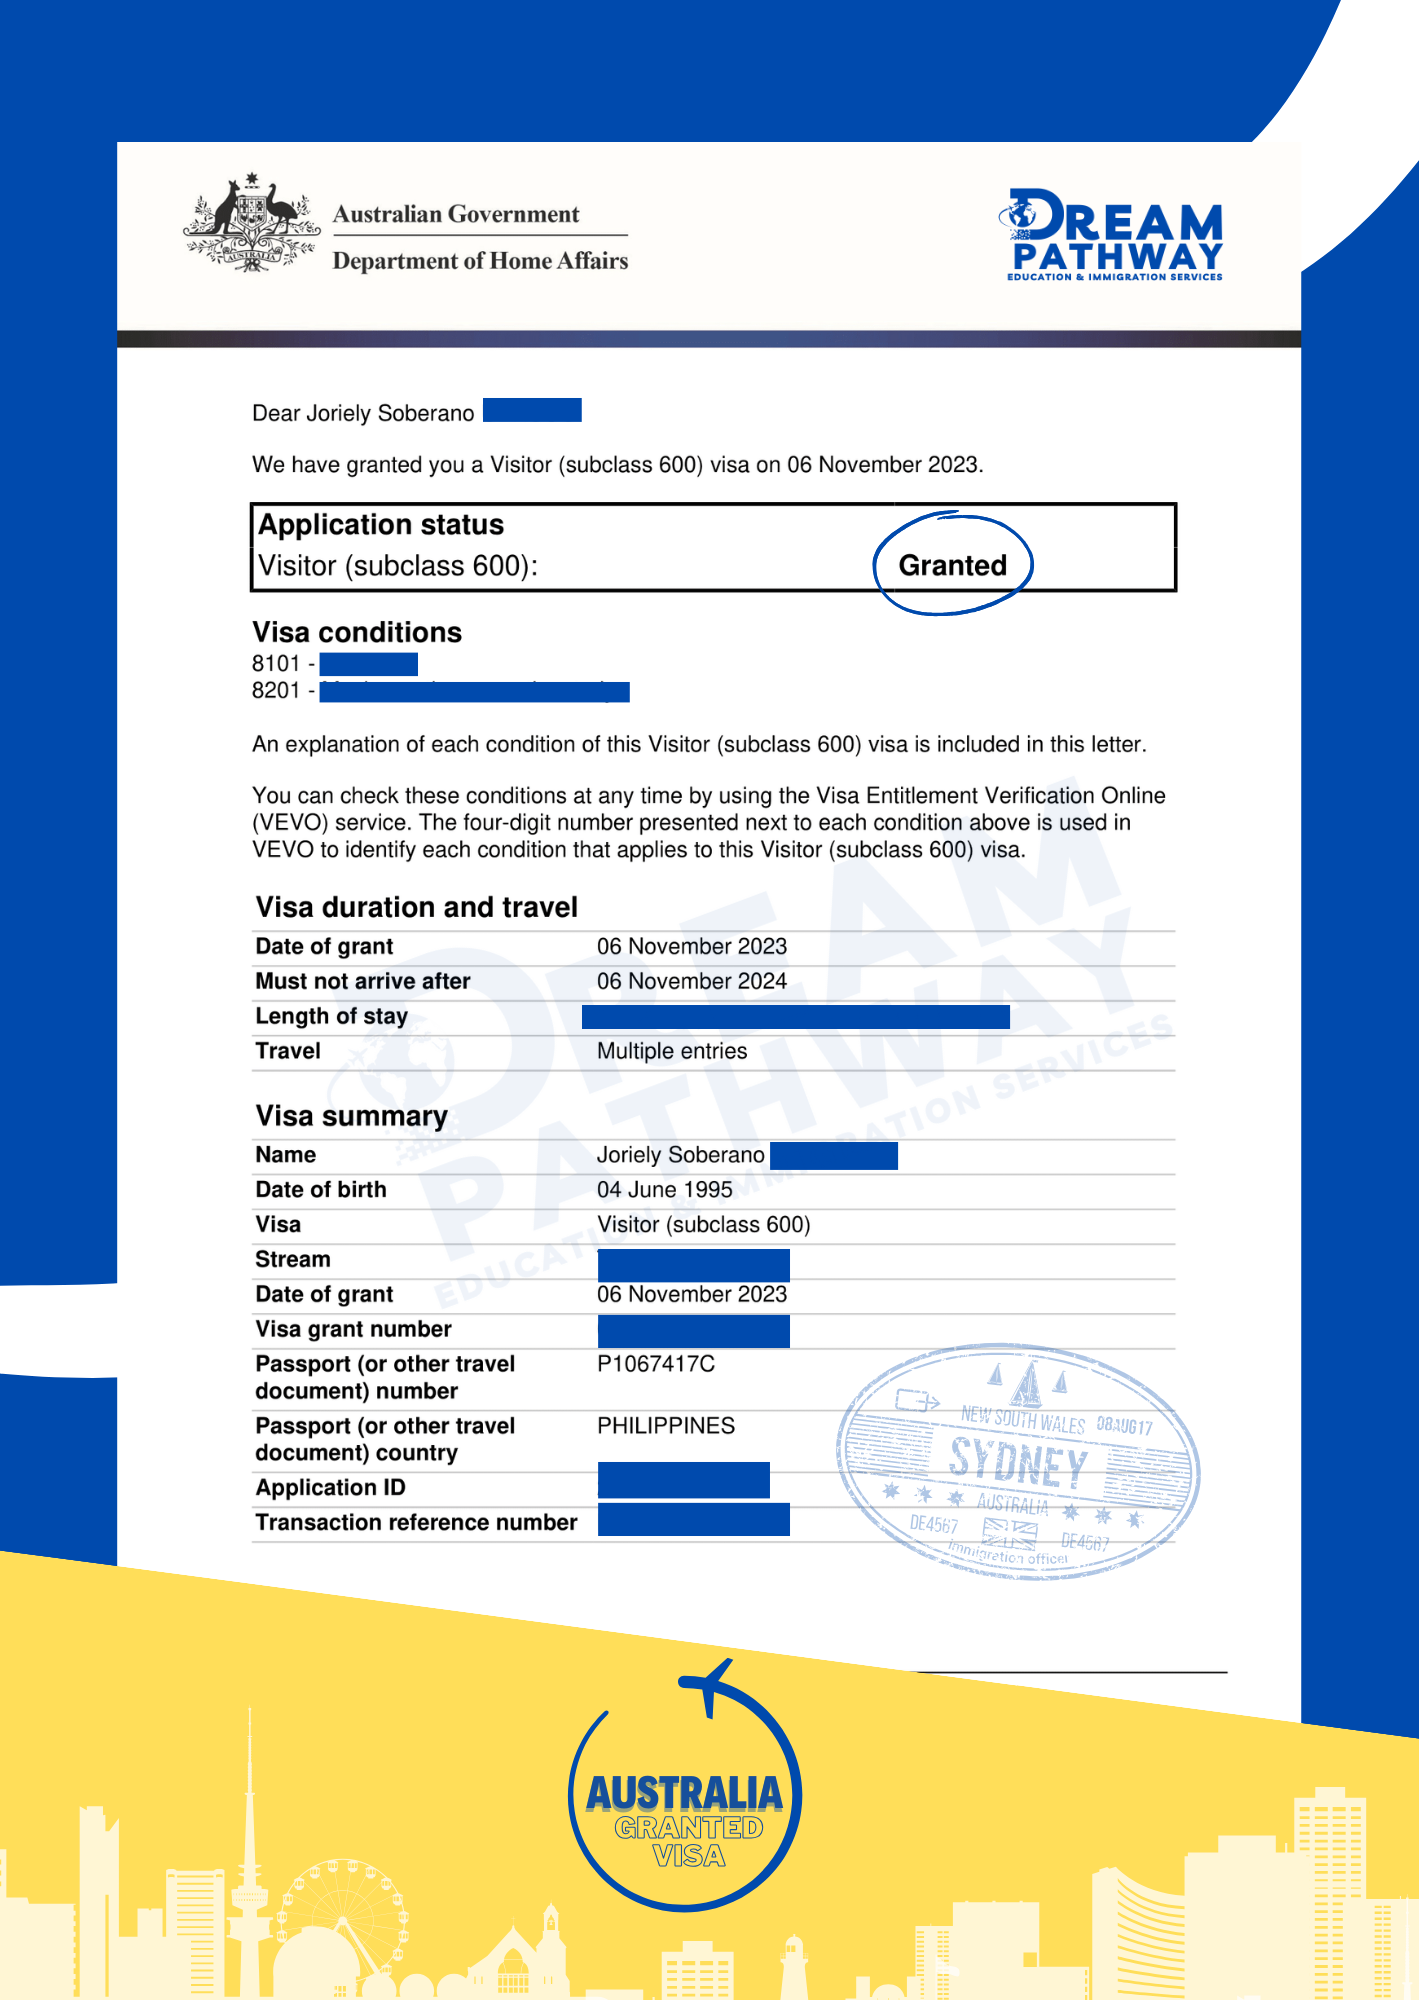 AUSTRALIA
Australian Government
Department of Home Affairs
DREAM
PATHWAY
EDUCATION & IMMIGRATION SERVICES
Dear Joriely Soberano
We have granted you a Visitor (subclass 600) visa on 06 November 2023.
Application status
Visitor (subclass 600): Granted
Visa conditions
8101 -
8201 -
An explanation of each condition of this Visitor (subclass 600) visa is included in this letter.
You can check these conditions at any time by using the Visa Entitlement Verification Online
(VEVO) service. The four-digit number presented next to each condition above is used in
VEVO to identify each condition that applies to this Visitor (subclass 600) visa.
Visa duration and travel
Date of grant 06 November 2023
Must not arrive after 06 November 2024
Length of stay
Travel Multiple entries
Visa summary
Name Joriely Soberano
Date of birth 04 June 1995
Visa Visitor (subclass 600)
Stream
Date of grant 06 November 2023
Visa grant number
Passport (or other travel P1067417C
document) number
Passport (or other travel PHILIPPINES
document) country
Application ID
Transaction reference number
DREAM
PATHWAY
EDUCATION & IMMIGRATION SERVICES
NEW SOUTH WALES 08AUG17
SYDNEY
AUSTRALIA
DE4567 DE4567
immigration officer
AUSTRALIA
GRANTED
VISA